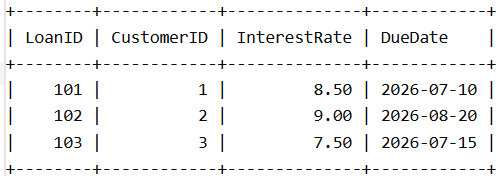 +--------+------------+--------------+------------+
| LoanID | CustomerID | InterestRate | DueDate    |
+--------+------------+--------------+------------+
|    101 |          1 |         8.50 | 2026-07-10 |
|    102 |          2 |         9.00 | 2026-08-20 |
|    103 |          3 |         7.50 | 2026-07-15 |
+--------+------------+--------------+------------+